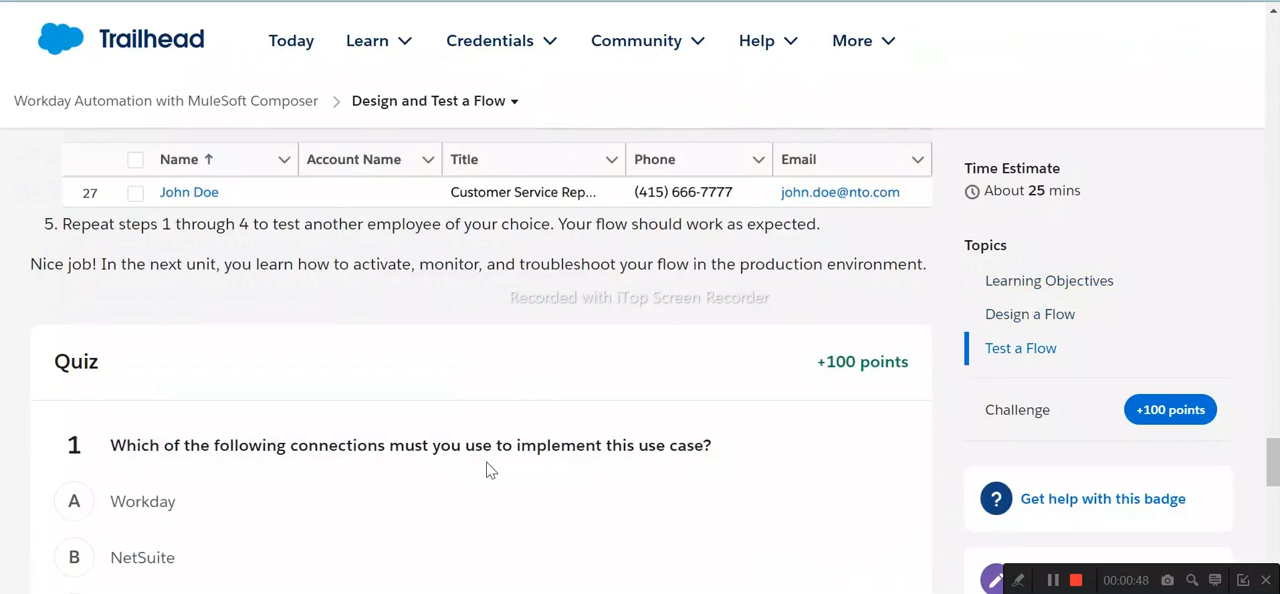 Trailhead
Today Learn Credentials Community Help More
Workday Automation with MuleSoft Composer > Design and Test a Flow
Name ↑ Account Name Title Phone Email
27 John Doe Customer Service Rep... (415) 666-7777 john.doe@nto.com
5. Repeat steps 1 through 4 to test another employee of your choice. Your flow should work as expected.
Nice job! In the next unit, you learn how to activate, monitor, and troubleshoot your flow in the production environment.
Recorded with iTop Screen Recorder
Quiz +100 points
1 Which of the following connections must you use to implement this use case?
A Workday
B NetSuite
Time Estimate
About 25 mins
Topics
Learning Objectives
Design a Flow
Test a Flow
Challenge +100 points
? Get help with this badge
00:00:48